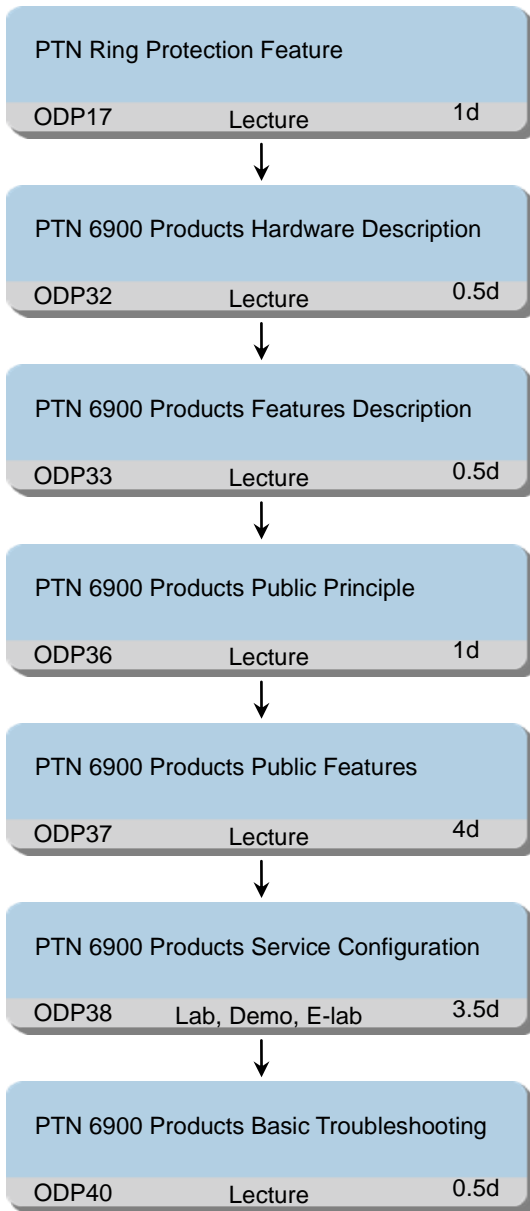 PTN Ring Protection Feature
ODP17 Lecture 1d
PTN 6900 Products Hardware Description
ODP32 Lecture 0.5d
PTN 6900 Products Features Description
ODP33 Lecture 0.5d
PTN 6900 Products Public Principle
ODP36 Lecture 1d
PTN 6900 Products Public Features
ODP37 Lecture 4d
PTN 6900 Products Service Configuration
ODP38 Lab, Demo, E-lab 3.5d
PTN 6900 Products Basic Troubleshooting
ODP40 Lecture 0.5d